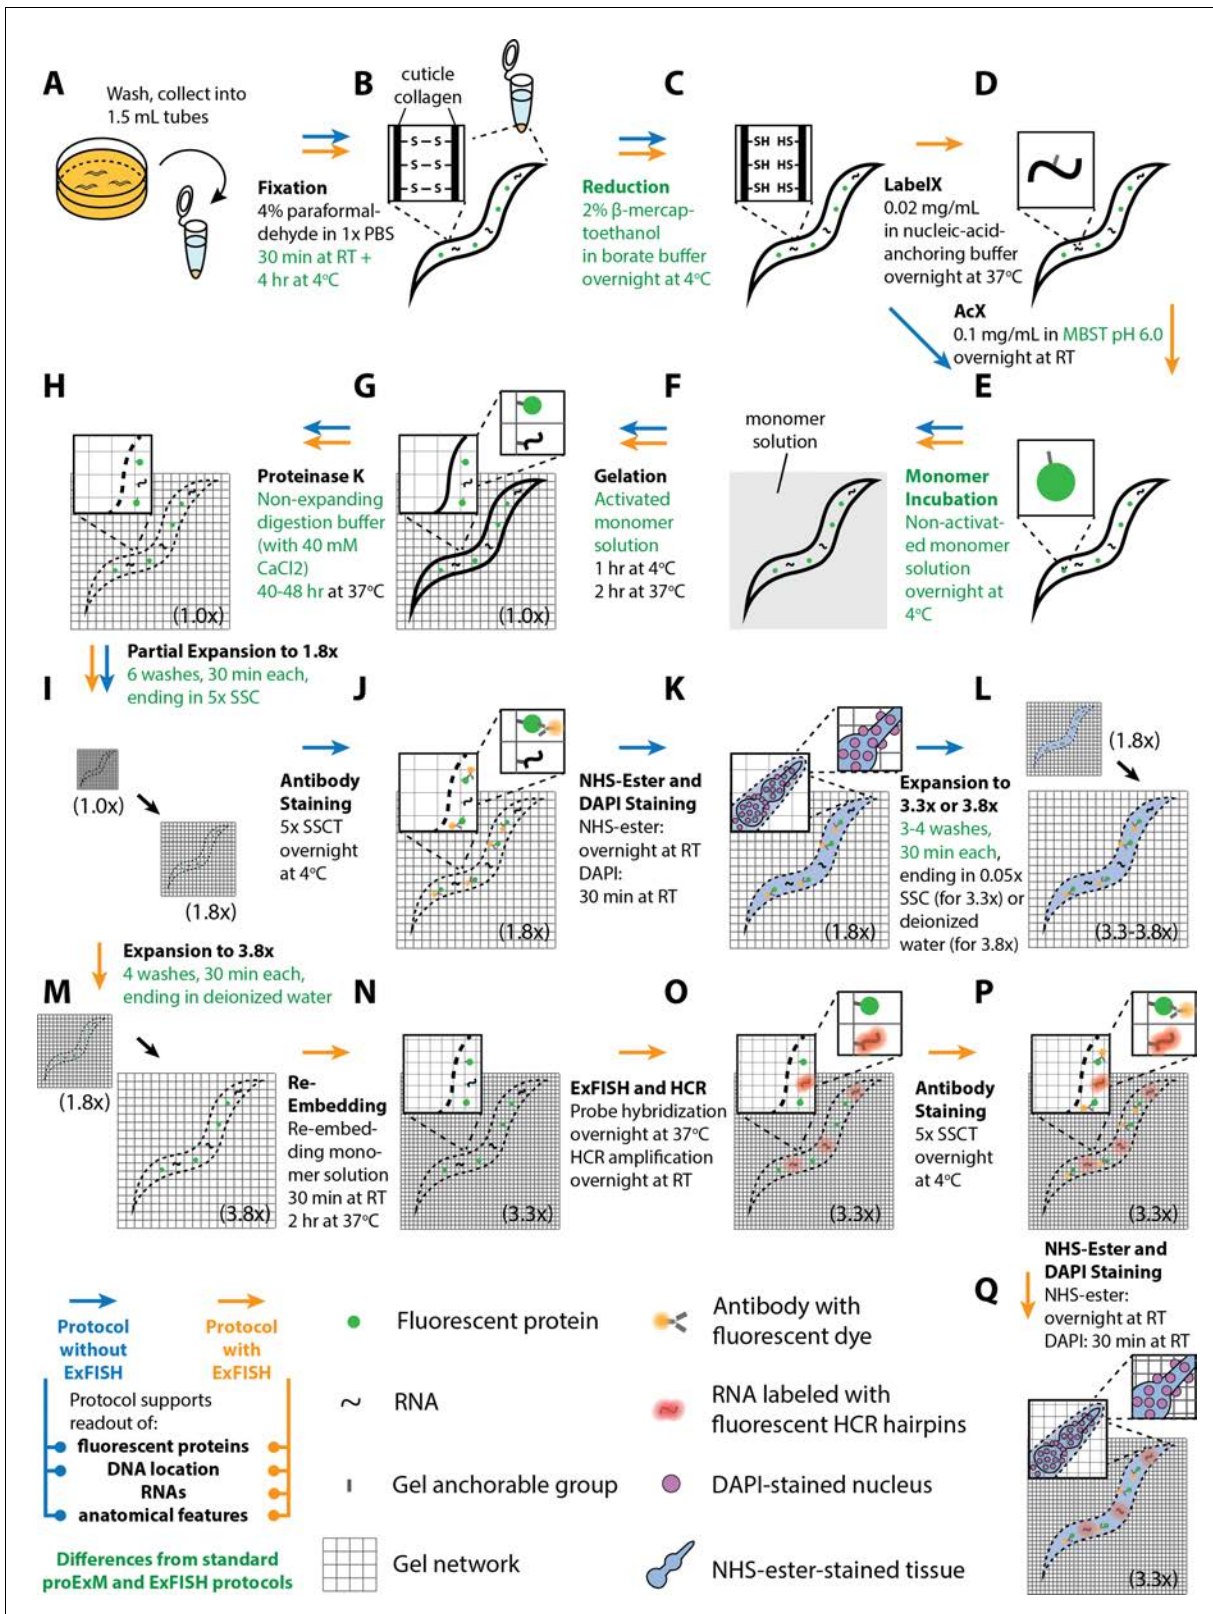 A
Wash, collect into
1.5 mL tubes
Fixation
4% paraformal-
dehyde in 1x PBS
30 min at RT +
4 hr at 4°C
B
cuticle
collagen
-S-S-
-S-S-
-S-S-
Reduction
2% β-mercap-
toethanol
in borate buffer
overnight at 4°C
C
-SH HS-
-SH HS-
-SH HS-
LabelX
0.02 mg/mL
in nucleic-acid-
anchoring buffer
overnight at 37°C
D
AcX
0.1 mg/mL in MBST pH 6.0
overnight at RT
E
Monomer
Incubation
Non-activat-
ed monomer
solution
overnight at
4°C
F
monomer
solution
Gelation
Activated
monomer
solution
1 hr at 4°C
2 hr at 37°C
G
(1.0x)
Proteinase K
Non-expanding
digestion buffer
(with 40 mM
CaCl2)
40-48 hr at 37°C
H
(1.0x)
Partial Expansion to 1.8x
6 washes, 30 min each,
ending in 5x SSC
I
(1.0x)
(1.8x)
Antibody
Staining
5x SSCT
overnight
at 4°C
J
(1.8x)
NHS-Ester and
DAPI Staining
NHS-ester:
overnight at RT
DAPI:
30 min at RT
K
(1.8x)
Expansion to
3.3x or 3.8x
3-4 washes,
30 min each,
ending in 0.05x
SSC (for 3.3x) or
deionized
water (for 3.8x)
L
(1.8x)
(3.3-3.8x)
Expansion to 3.8x
4 washes, 30 min each,
ending in deionized water
M
(1.8x)
(3.8x)
Re-
Embedding
Re-embed-
ding mono-
mer solution
30 min at RT
2 hr at 37°C
N
(3.3x)
ExFISH and HCR
Probe hybridization
overnight at 37°C
HCR amplification
overnight at RT
O
(3.3x)
Antibody
Staining
5x SSCT
overnight
at 4°C
P
(3.3x)
NHS-Ester and
DAPI Staining
NHS-ester:
overnight at RT
DAPI: 30 min at RT
Q
(3.3x)
Protocol
without
ExFISH
Protocol
with
ExFISH
Protocol supports
readout of:
fluorescent proteins
DNA location
RNAs
anatomical features
Differences from standard
proExM and ExFISH protocols
Fluorescent protein
RNA
Gel anchorable group
Gel network
Antibody with
fluorescent dye
RNA labeled with
fluorescent HCR hairpins
DAPI-stained nucleus
NHS-ester-stained tissue